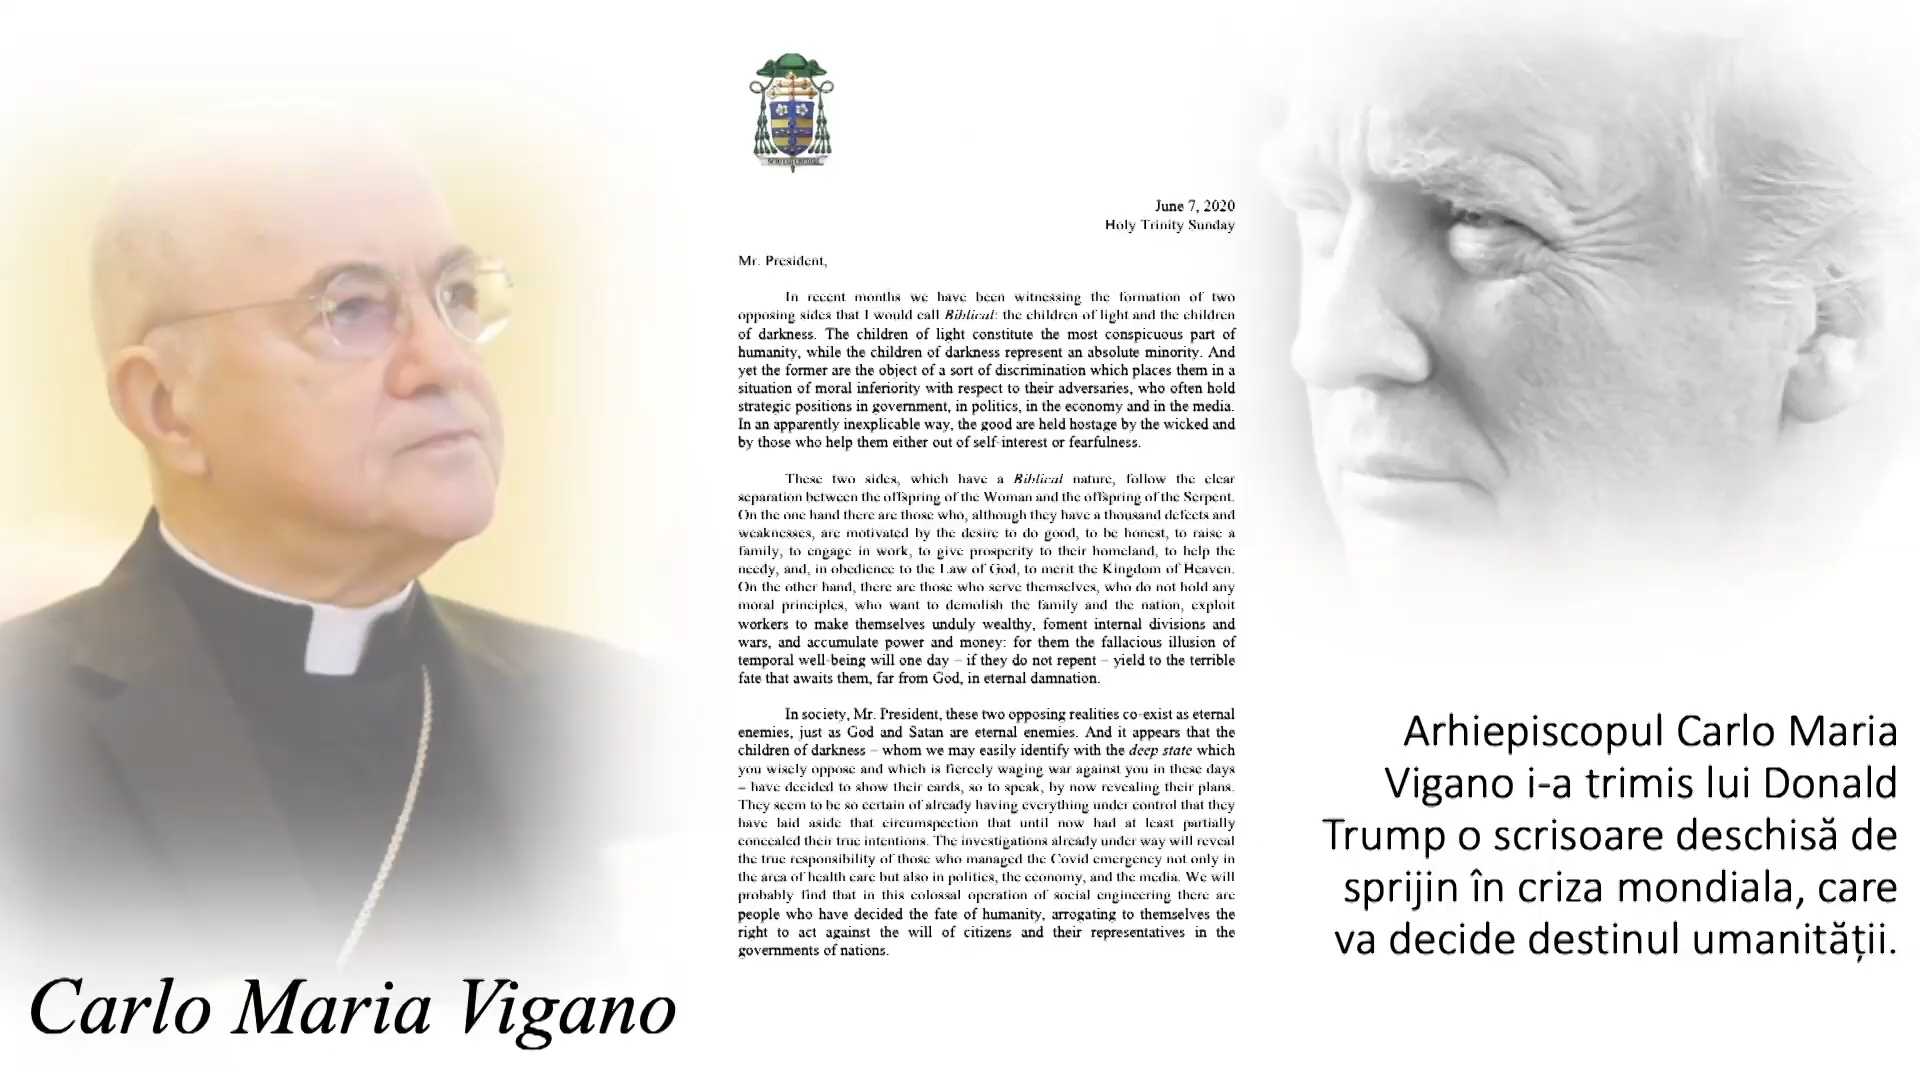 June 7, 2020
Holy Trinity Sunday
Mr. President,
In recent months we have been witnessing the formation of two
opposing sides that I would call Biblical: the children of light and the children
of darkness. The children of light constitute the most conspicuous part of
humanity, while the children of darkness represent an absolute minority. And
yet the former are the object of a sort of discrimination which places them in a
situation of moral inferiority with respect to their adversaries, who often hold
strategic positions in government, in politics, in the economy and in the media.
In an apparently inexplicable way, the good are held hostage by the wicked and
by those who help them either out of self-interest or fearfulness.
These two sides, which have a Biblical nature, follow the clear
separation between the offspring of the Woman and the offspring of the Serpent.
On the one hand there are those who, although they have a thousand defects and
weaknesses, are motivated by the desire to do good, to be honest, to raise a
family, to engage in work, to give prosperity to their homeland, to help the
needy, and, in obedience to the Law of God, to merit the Kingdom of Heaven.
On the other hand, there are those who serve themselves, who do not hold any
moral principles, who want to demolish the family and the nation, exploit
workers to make themselves unduly wealthy, foment internal divisions and
wars, and accumulate power and money: for them the fallacious illusion of
temporal well-being will one day – if they do not repent – yield to the terrible
fate that awaits them, far from God, in eternal damnation.
In society, Mr. President, these two opposing realities co-exist as eternal
enemies, just as God and Satan are eternal enemies. And it appears that the
children of darkness – whom we may easily identify with the deep state which
you wisely oppose and which is fiercely waging war against you in these days
– have decided to show their cards, so to speak, by now revealing their plans.
They seem to be so certain of already having everything under control that they
have laid aside that circumspection that until now had at least partially
concealed their true intentions. The investigations already under way will reveal
the true responsibility of those who managed the Covid emergency not only in
the area of health care but also in politics, the economy, and the media. We will
probably find that in this colossal operation of social engineering there are
people who have decided the fate of humanity, arrogating to themselves the
right to act against the will of citizens and their representatives in the
governments of nations.
Carlo Maria Vigano
Arhiepiscopul Carlo Maria
Vigano i-a trimis lui Donald
Trump o scrisoare deschisă de
sprijin în criza mondiala, care
va decide destinul umanității.